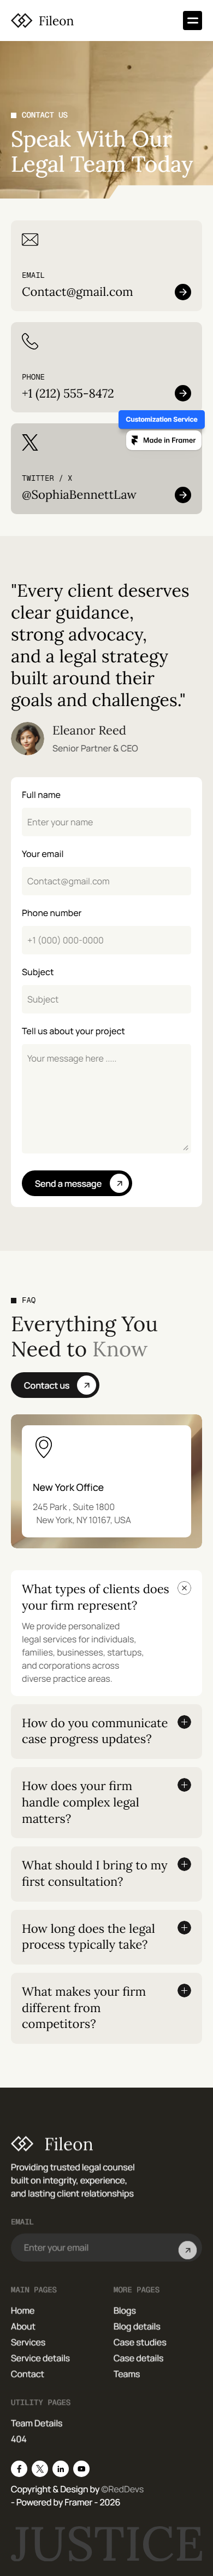 Fileon
CONTACT US
Speak With Our
Legal Team Today
EMAIL
Contact@gmail.com
PHONE
+1 (212) 555-8472
Customization Service
Made in Framer
TWITTER / X
@SophiaBennettLaw
"Every client deserves
clear guidance,
strong advocacy,
and a legal strategy
built around their
goals and challenges."
Eleanor Reed
Senior Partner & CEO
Full name
Enter your name
Your email
Contact@gmail.com
Phone number
+1 (000) 000-0000
Subject
Subject
Tell us about your project
Your message here .....
Send a message
FAQ
Everything You
Need to Know
Contact us
New York Office
245 Park , Suite 1800
New York, NY 10167, USA
What types of clients does
your firm represent?
We provide personalized
legal services for individuals,
families, businesses, startups,
and corporations across
diverse practice areas.
How do you communicate
case progress updates?
How does your firm
handle complex legal
matters?
What should I bring to my
first consultation?
How long does the legal
process typically take?
What makes your firm
different from
competitors?
Fileon
Providing trusted legal counsel
built on integrity, experience,
and lasting client relationships
EMAIL
Enter your email
MAIN PAGES
Home
About
Services
Service details
Contact
MORE PAGES
Blogs
Blog details
Case studies
Case details
Teams
UTILITY PAGES
Team Details
404
Copyright & Design by ©RedDevs
- Powered by Framer - 2026
JUSTICE